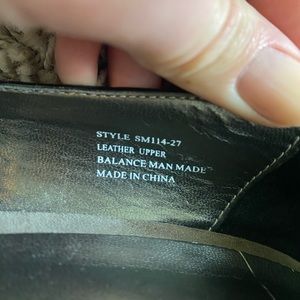 STYLE SM114-27
LEATHER UPPER
BALANCE MAN MADE
MADE IN CHINA